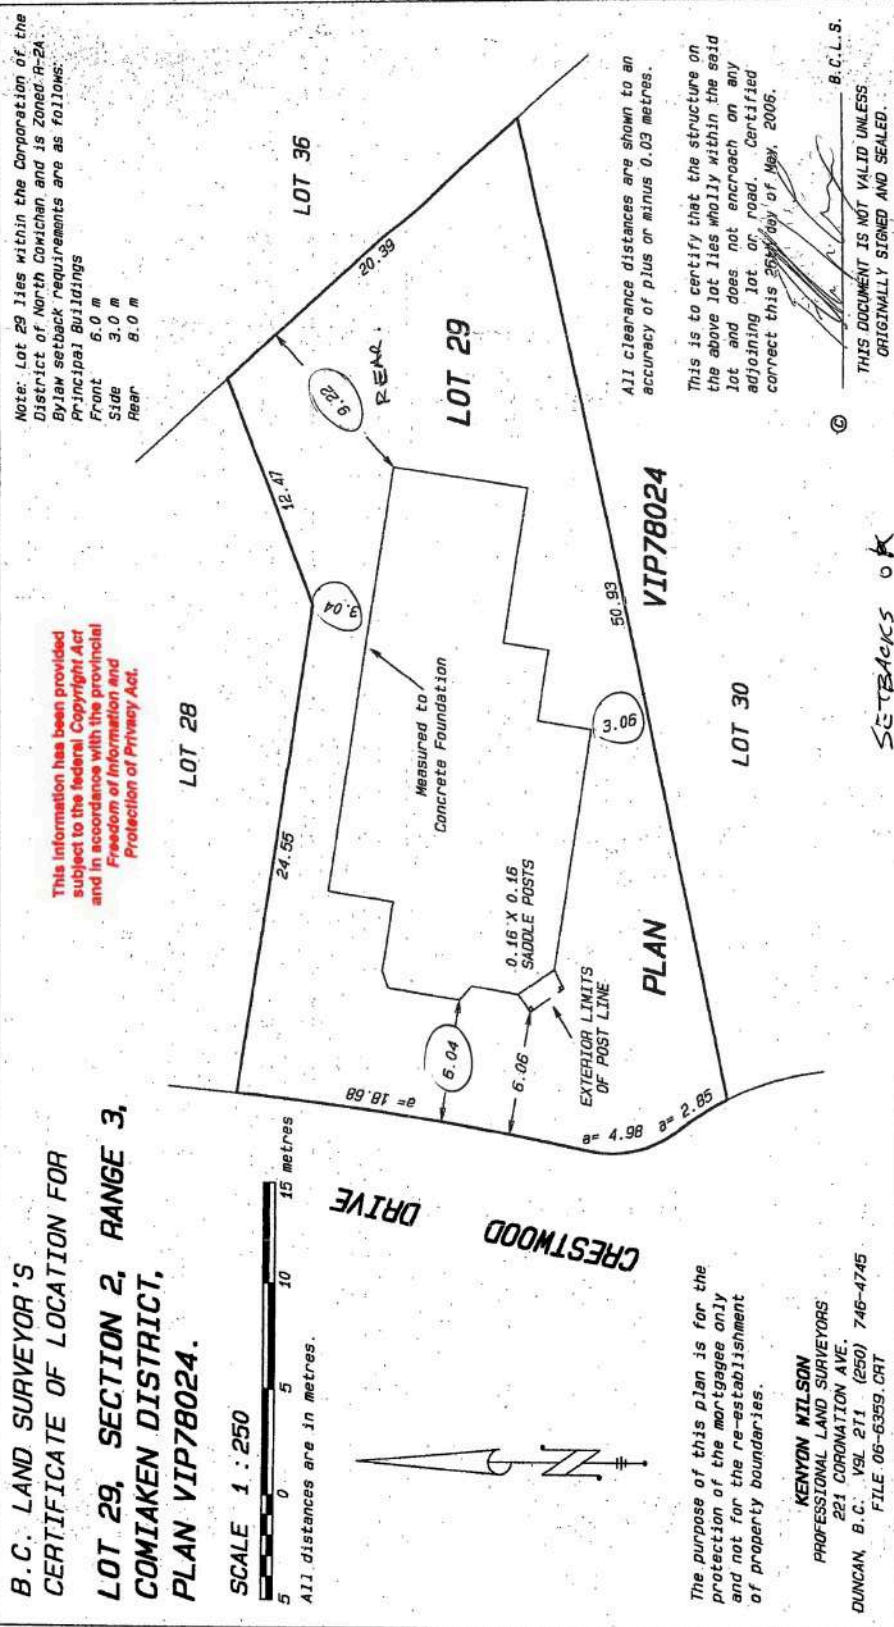 B.C. LAND SURVEYOR'S
CERTIFICATE OF LOCATION FOR
LOT 29, SECTION 2, RANGE 3,
COMIAKEN DISTRICT,
PLAN VIP78024.
SCALE 1 : 250
5 0 5 10 15 metres
All distances are in metres.
This information has been provided
subject to the federal Copyright Act
and in accordance with the provincial
Freedom of Information and
Protection of Privacy Act.
Note: Lot 29 lies within the Corporation of the
District of North Cowichan and is Zoned R-2A.
Bylaw setback requirements are as follows:
Principal Buildings
Front 6.0 m
Side 3.0 m
Rear 8.0 m
LOT 28
LOT 36
24.55
12.47
3.04
9.22
REAR.
20.39
Measured to
Concrete Foundation
LOT 29
a= 18.68
6.04
6.06
0.16 X 0.16
SADDLE POSTS
EXTERIOR LIMITS
OF POST LINE
a= 4.98
a= 2.85
3.06
50.93
PLAN
VIP78024
LOT 30
CRESTWOOD
DRIVE
N
All clearance distances are shown to an
accuracy of plus or minus 0.03 metres.
This is to certify that the structure on
the above lot lies wholly within the said
lot and does not encroach on any
adjoining lot or road. Certified
correct this 26th day of May, 2006.
© B.C.L.S.
THIS DOCUMENT IS NOT VALID UNLESS
ORIGINALLY SIGNED AND SEALED.
SETBACKS OK
The purpose of this plan is for the
protection of the mortgagee only
and not for the re-establishment
of property boundaries.
KENYON WILSON
PROFESSIONAL LAND SURVEYORS
221 CORONATION AVE.
DUNCAN, B.C. V9L 2T1 (250) 746-4745
FILE 06-6359.CRT